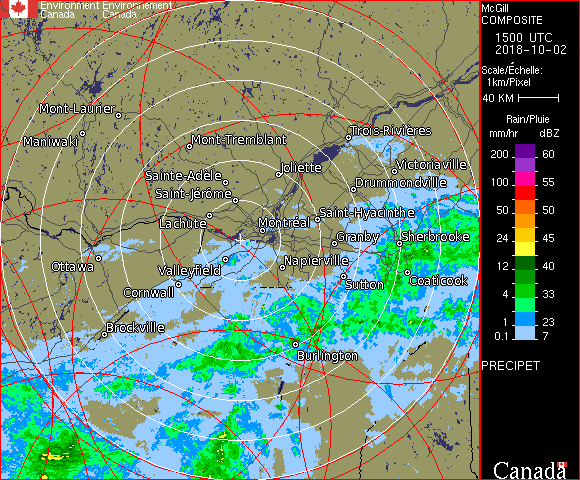 Environment Environnement
Canada Canada
McGill
COMPOSITE
1500 UTC
2018-10-02
Scale/Échelle:
1km/Pixel
40 KM
Rain/Pluie
mm/hr dBZ
200 60
100 55
50 50
24 45
12 40
4 33
1 23
0.1 7
PRECIPET
Canada
Mont-Laurier
Maniwaki
Mont-Tremblant
Trois-Rivières
Sainte-Adèle
Joliette
Victoriaville
Saint-Jérôme
Drummondville
Lachute
Montréal
Saint-Hyacinthe
Granby
Sherbrooke
Ottawa
Valleyfield
Napierville
Cornwall
Sutton
Coaticook
Brockville
Burlington